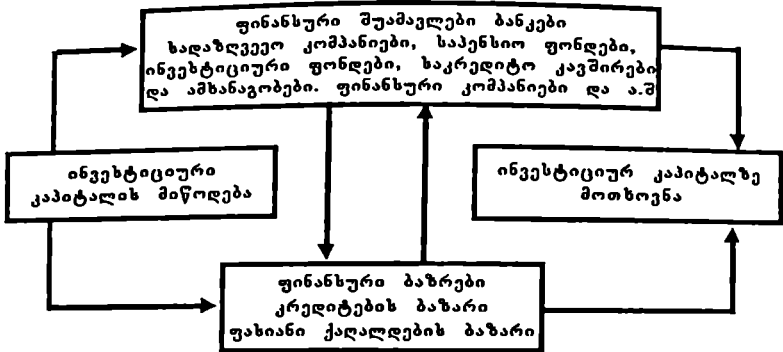 ფინანსური შუამავლები ბანკები
სადაზღვეო კომპანიები, საპენსიო ფონდები,
ინვესტიციური ფონდები, საკრედიტო კავშირები
და ამხანაგობები. ფინანსური კომპანიები და ა.შ
ინვესტიციური
კაპიტალის მიწოდება
ინვესტიციურ კაპიტალზე
მოთხოვნა
ფინანსური ბაზრები
კრედიტების ბაზარი
ფასიანი ქაღალდების ბაზარი